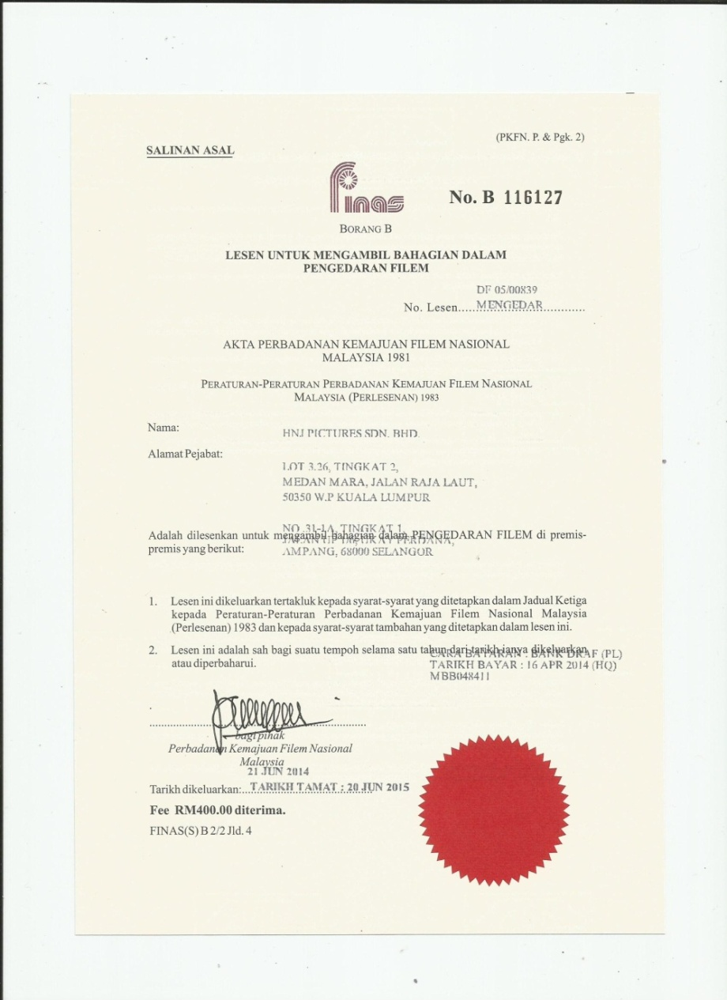 (PKFN. P. & Pgk. 2)
SALINAN ASAL
Finas
No. B 116127
BORANG B
LESEN UNTUK MENGAMBIL BAHAGIAN DALAM
PENGEDARAN FILEM
DF 05/00839
No. Lesen.....MENGEDAR.....
AKTA PERBADANAN KEMAJUAN FILEM NASIONAL
MALAYSIA 1981
PERATURAN-PERATURAN PERBADANAN KEMAJUAN FILEM NASIONAL
MALAYSIA (PERLESENAN) 1983
Nama:
HNJ PICTURES SDN. BHD.
Alamat Pejabat:
LOT 3.26, TINGKAT 2,
MEDAN MARA, JALAN RAJA LAUT,
50350 W.P KUALA LUMPUR
NO. 31-1A, TINGKAT 1,
Adalah dilesenkan untuk mengambil bahagian dalam PENGEDARAN FILEM di premis-
JALAN UKAY PERDANA,
premis yang berikut:
AMPANG, 68000 SELANGOR
1. Lesen ini dikeluarkan tertakluk kepada syarat-syarat yang ditetapkan dalam Jadual Ketiga
kepada Peraturan-Peraturan Perbadanan Kemajuan Filem Nasional Malaysia
(Perlesenan) 1983 dan kepada syarat-syarat tambahan yang ditetapkan dalam lesen ini.
2. Lesen ini adalah sah bagi suatu tempoh selama satu tahun dari tarikh ianya dikeluarkan
atau diperbaharui.
CARA BAYARAN : BANK DRAF (PL)
TARIKH BAYAR : 16 APR 2014 (HQ)
MBB048411
bagi pihak
Perbadanan Kemajuan Filem Nasional
Malaysia
21 JUN 2014
Tarikh dikeluarkan:..TARIKH TAMAT : 20 JUN 2015
Fee RM400.00 diterima.
FINAS(S) B 2/2 Jld. 4